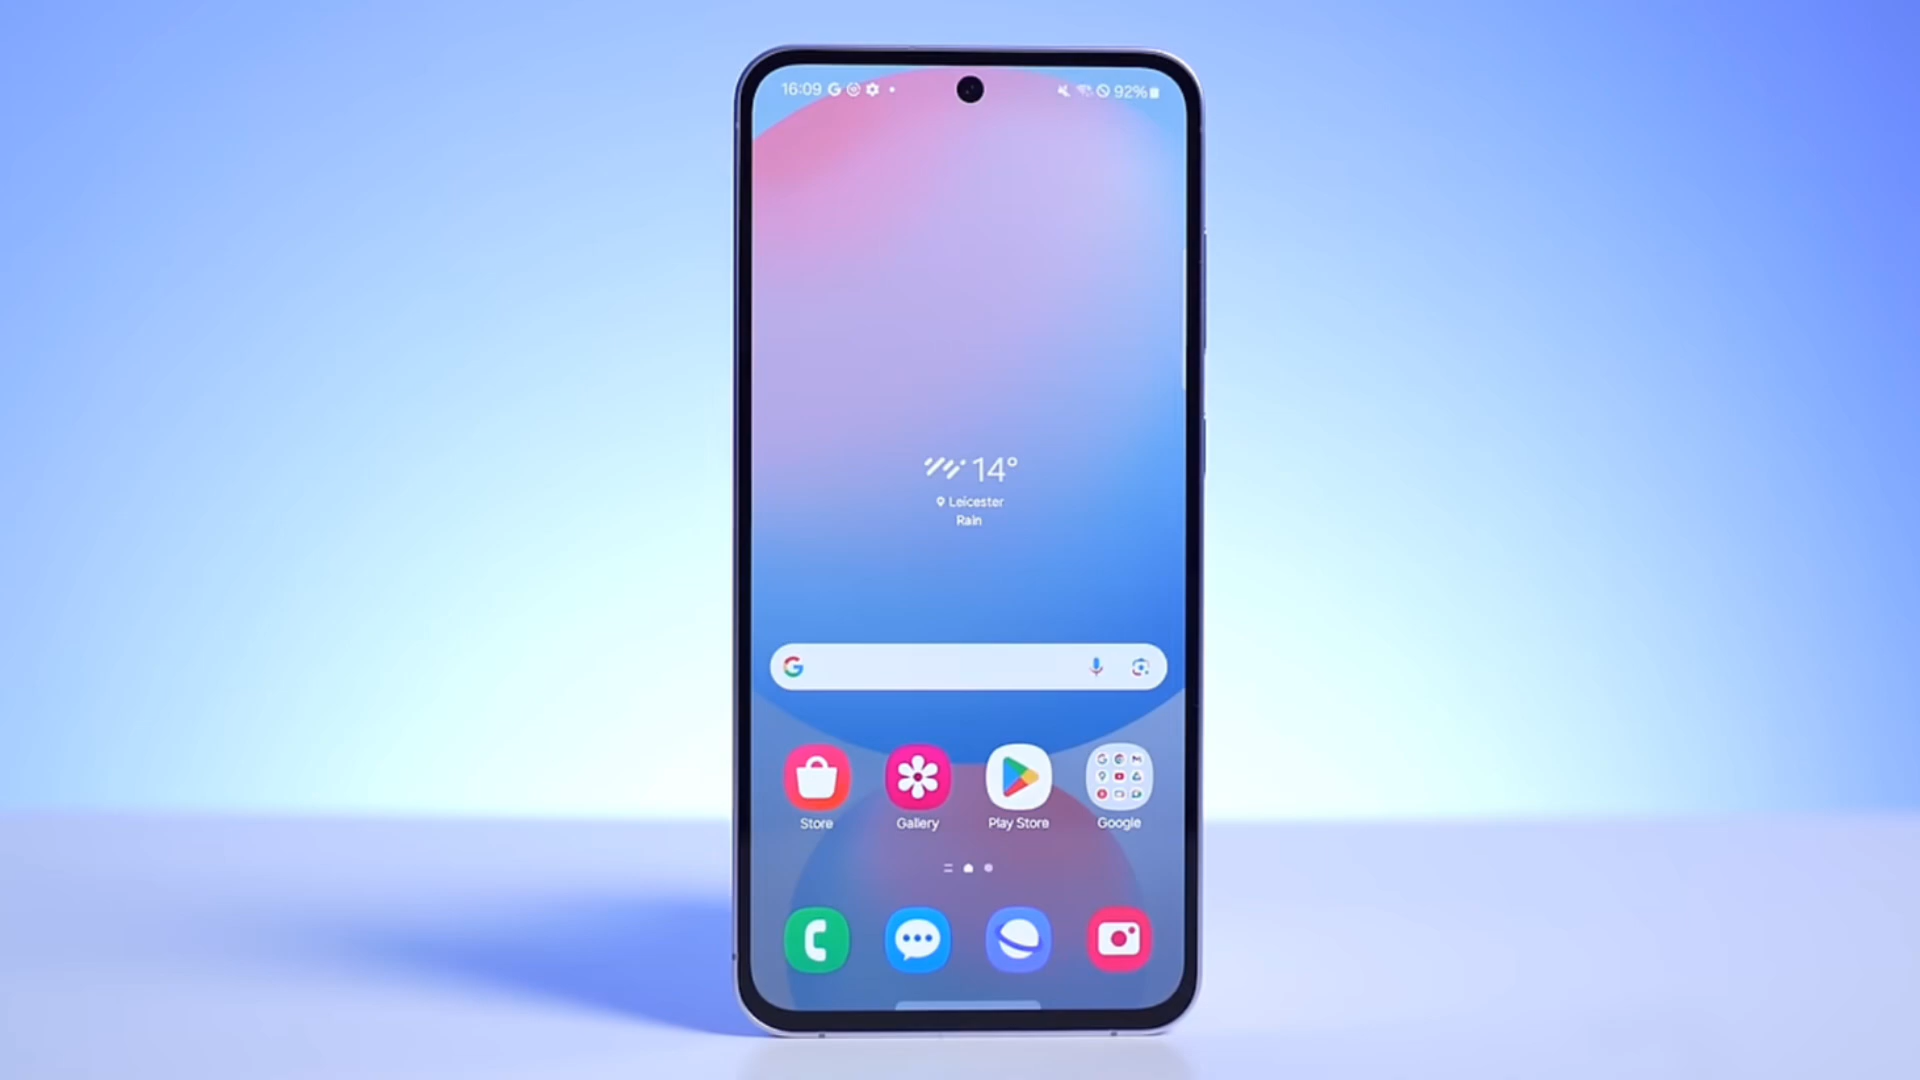 16:09 92%
14°
Leicester
Rain
Store Gallery Play Store Google